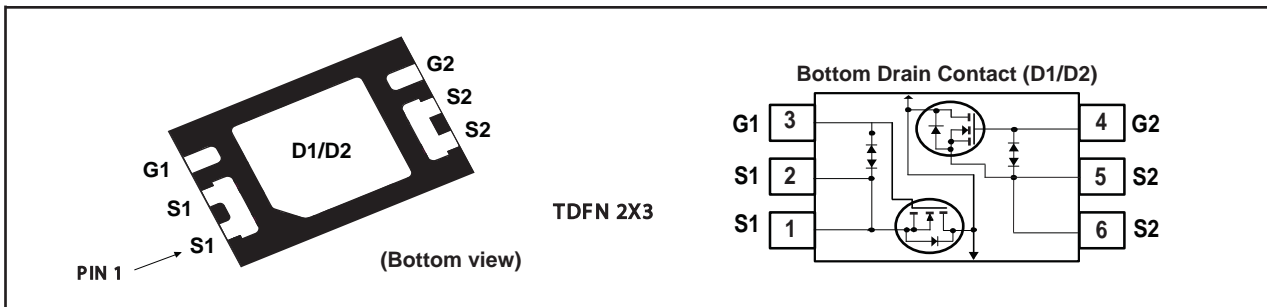 G2
S2
S2
D1/D2
G1
S1
S1
PIN 1
(Bottom view)
TDFN 2X3
Bottom Drain Contact (D1/D2)
G1 3 4 G2
S1 2 5 S2
S1 1 6 S2